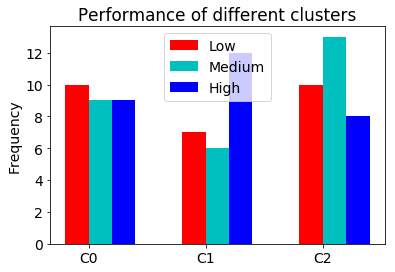 Performance of different clusters
Low
Medium
High
Frequency
12
10
8
6
4
2
0
C0
C1
C2